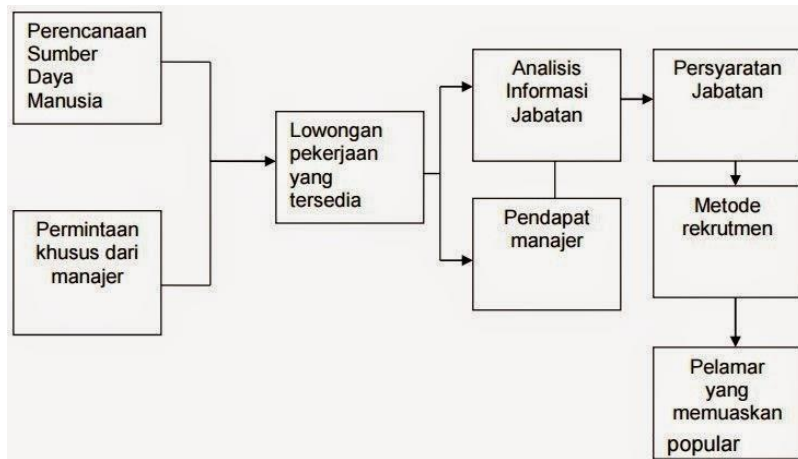 Perencanaan
Sumber
Daya
Manusia
Permintaan
khusus dari
manajer
Lowongan
pekerjaan
yang
tersedia
Analisis
Informasi
Jabatan
Pendapat
manajer
Persyaratan
Jabatan
Metode
rekrutmen
Pelamar
yang
memuaskan
popular